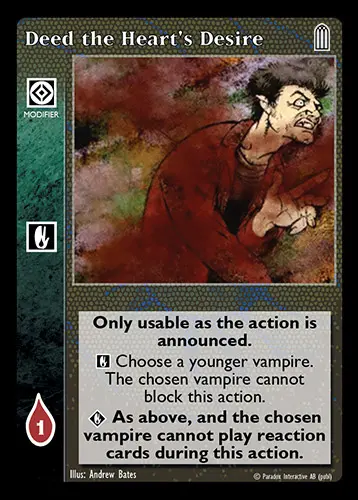 Deed the Heart's Desire
MODIFIER
Only usable as the action is
announced.
Choose a younger vampire.
The chosen vampire cannot
block this action.
As above, and the chosen
vampire cannot play reaction
cards during this action.
1
Illus: Andrew Bates
© Paradox Interactive AB (publ)